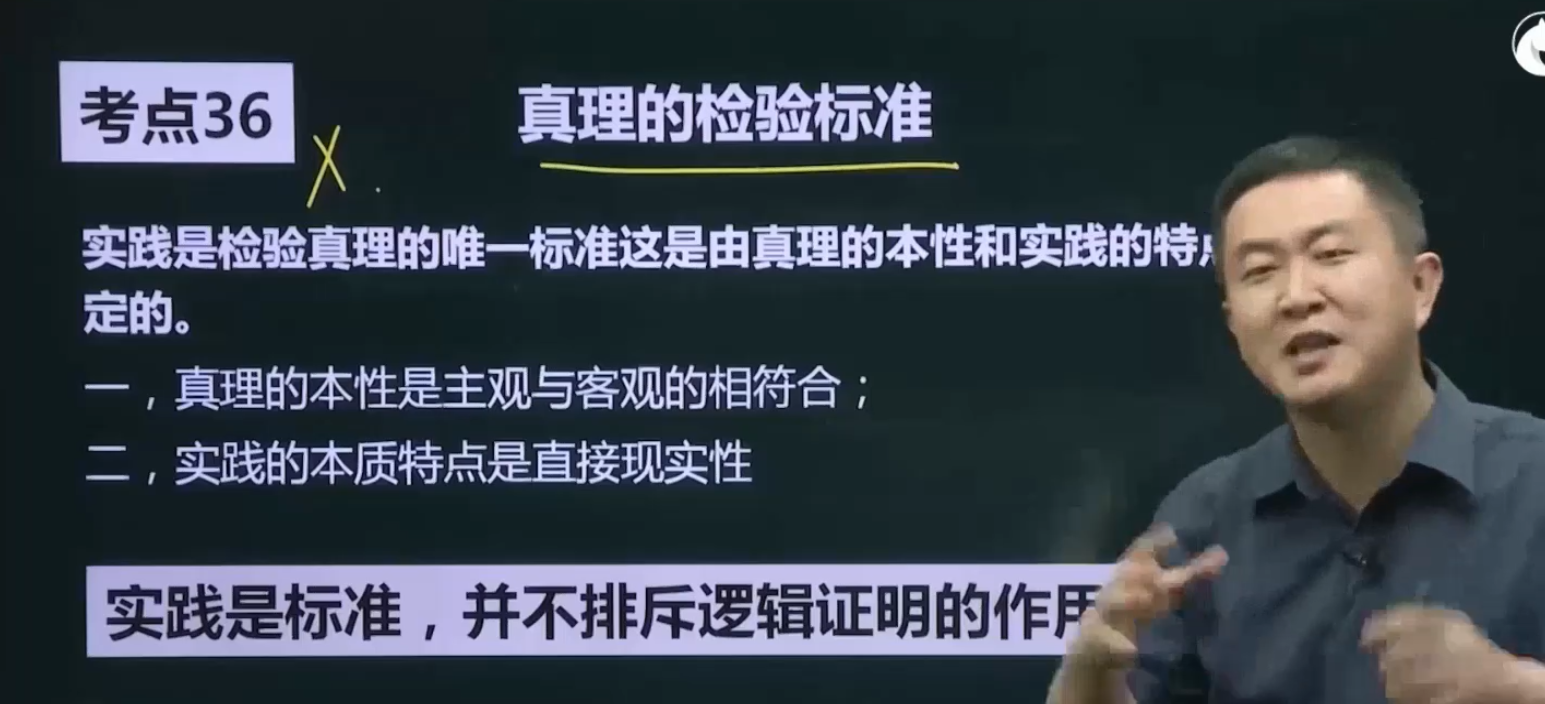 考点36
真理的检验标准
实践是检验真理的唯一标准这是由真理的本性和实践的特
定的。
一，真理的本性是主观与客观的相符合；
二，实践的本质特点是直接现实性
实践是标准，并不排斥逻辑证明的作用